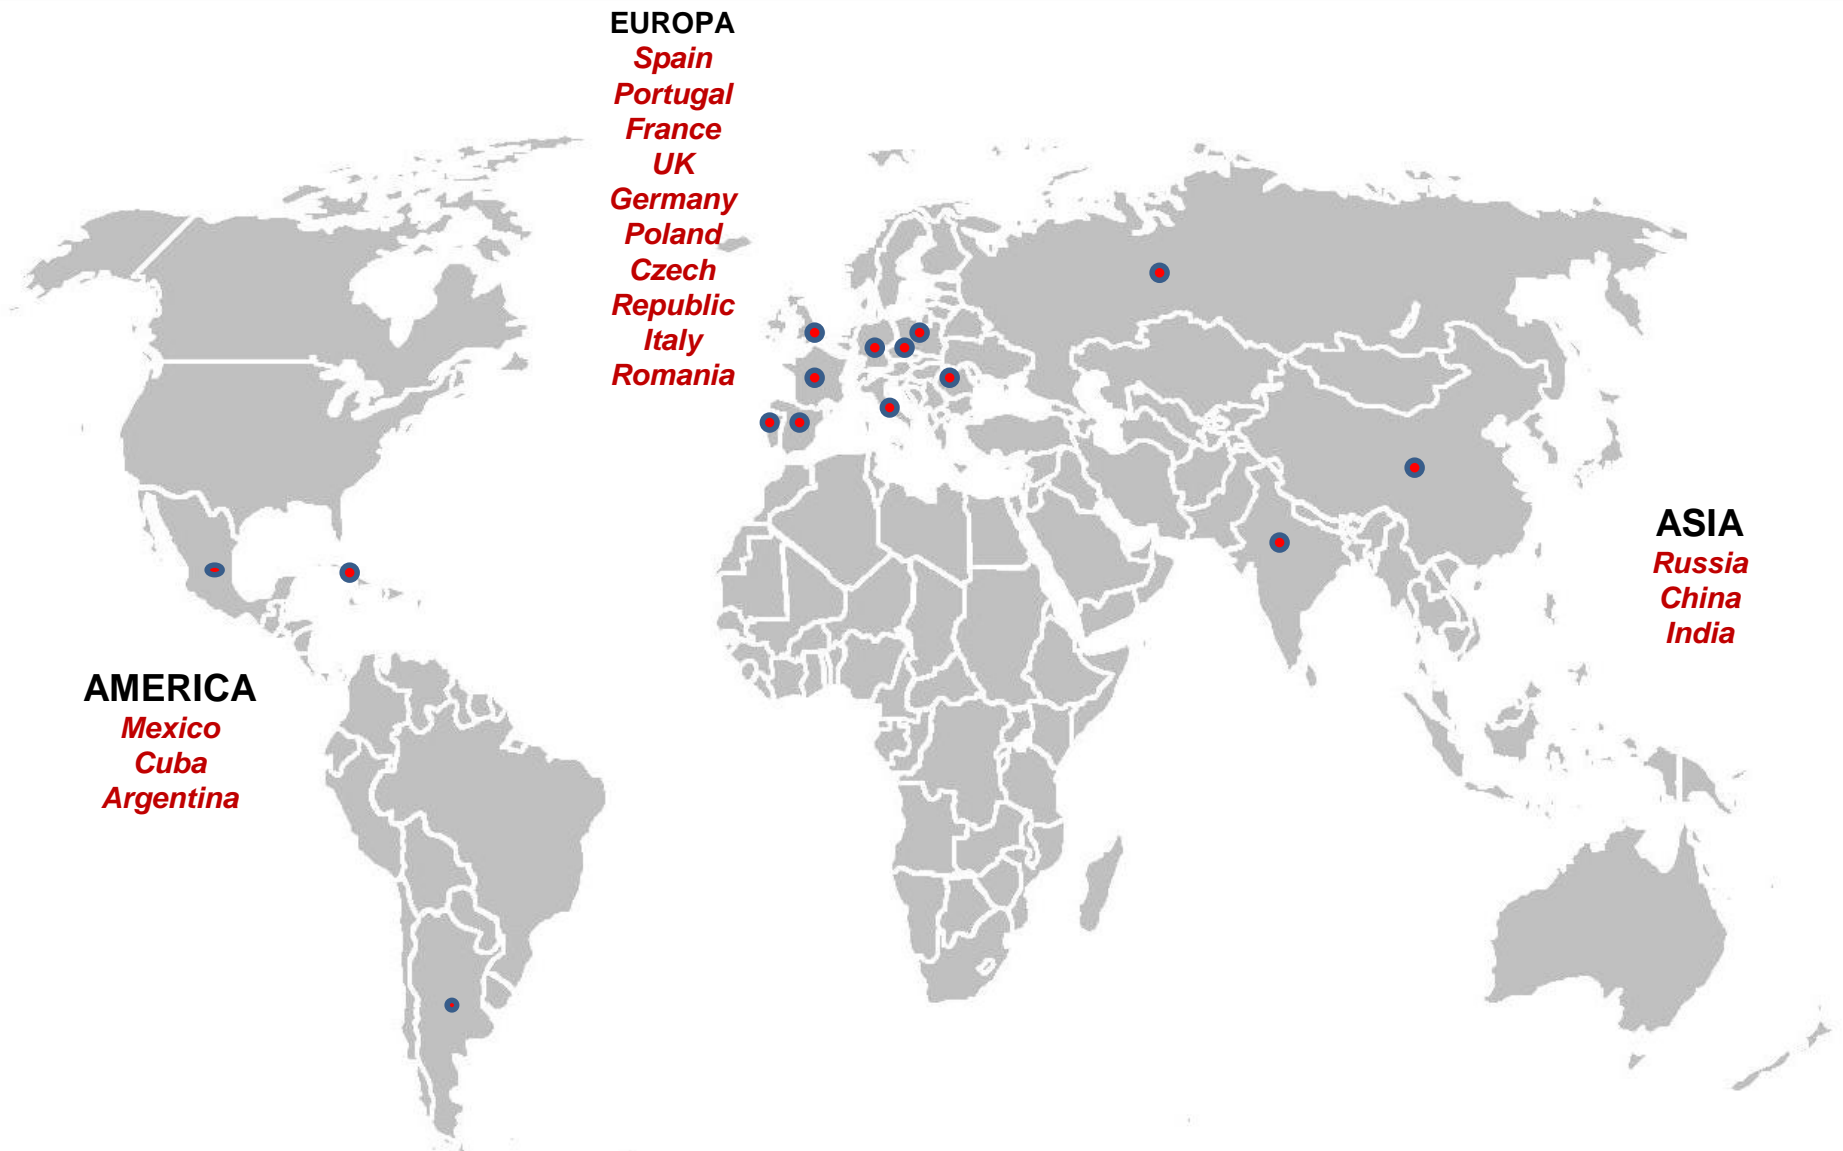 EUROPA
Spain
Portugal
France
UK
Germany
Poland
Czech
Republic
Italy
Romania
ASIA
Russia
China
India
AMERICA
Mexico
Cuba
Argentina